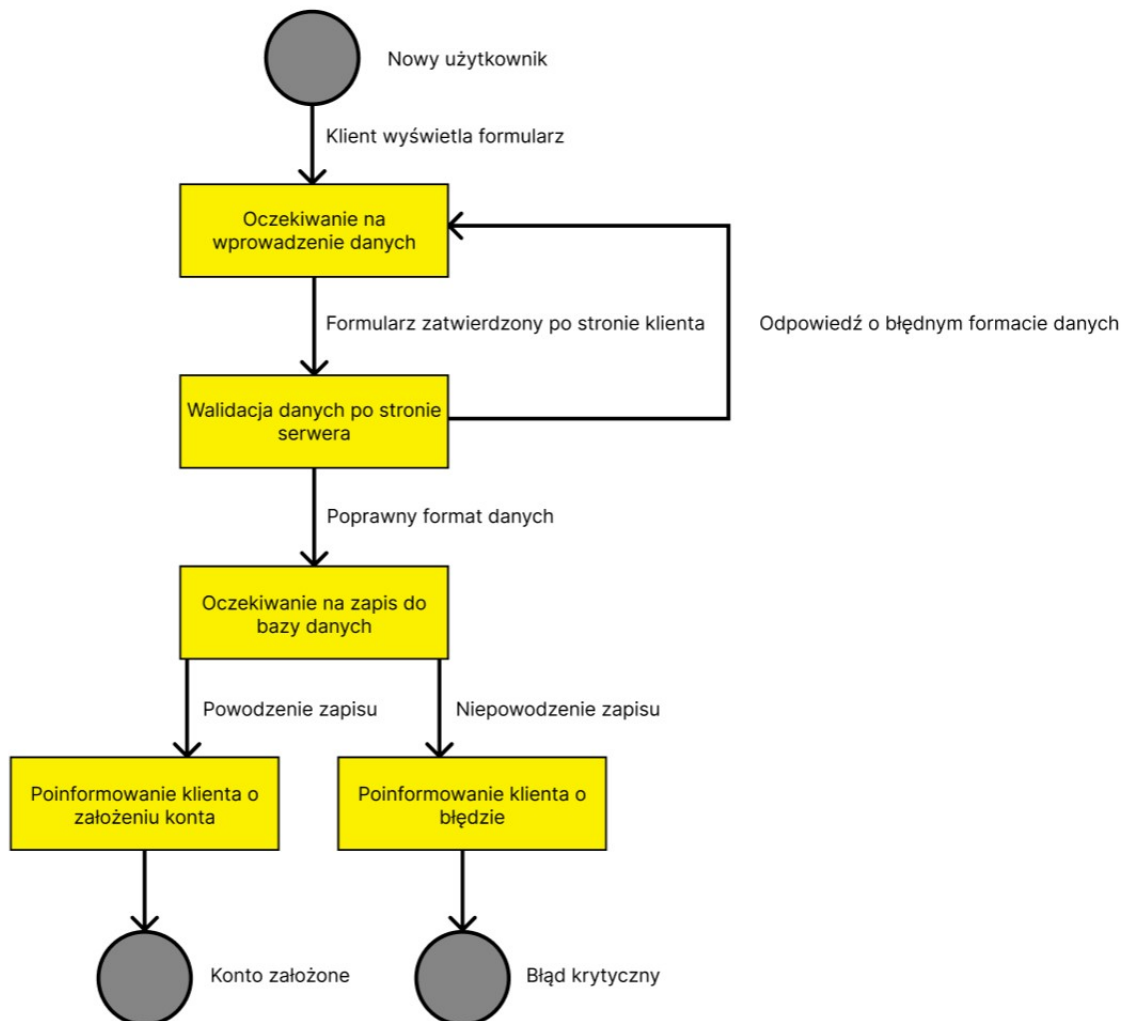 Nowy użytkownik
Klient wyświetla formularz
Oczekiwanie na
wprowadzenie danych
Formularz zatwierdzony po stronie klienta
Odpowiedź o błędnym formacie danych
Walidacja danych po stronie
serwera
Poprawny format danych
Oczekiwanie na zapis do
bazy danych
Powodzenie zapisu
Niepowodzenie zapisu
Poinformowanie klienta o
założeniu konta
Poinformowanie klienta o
błędzie
Konto założone
Błąd krytyczny